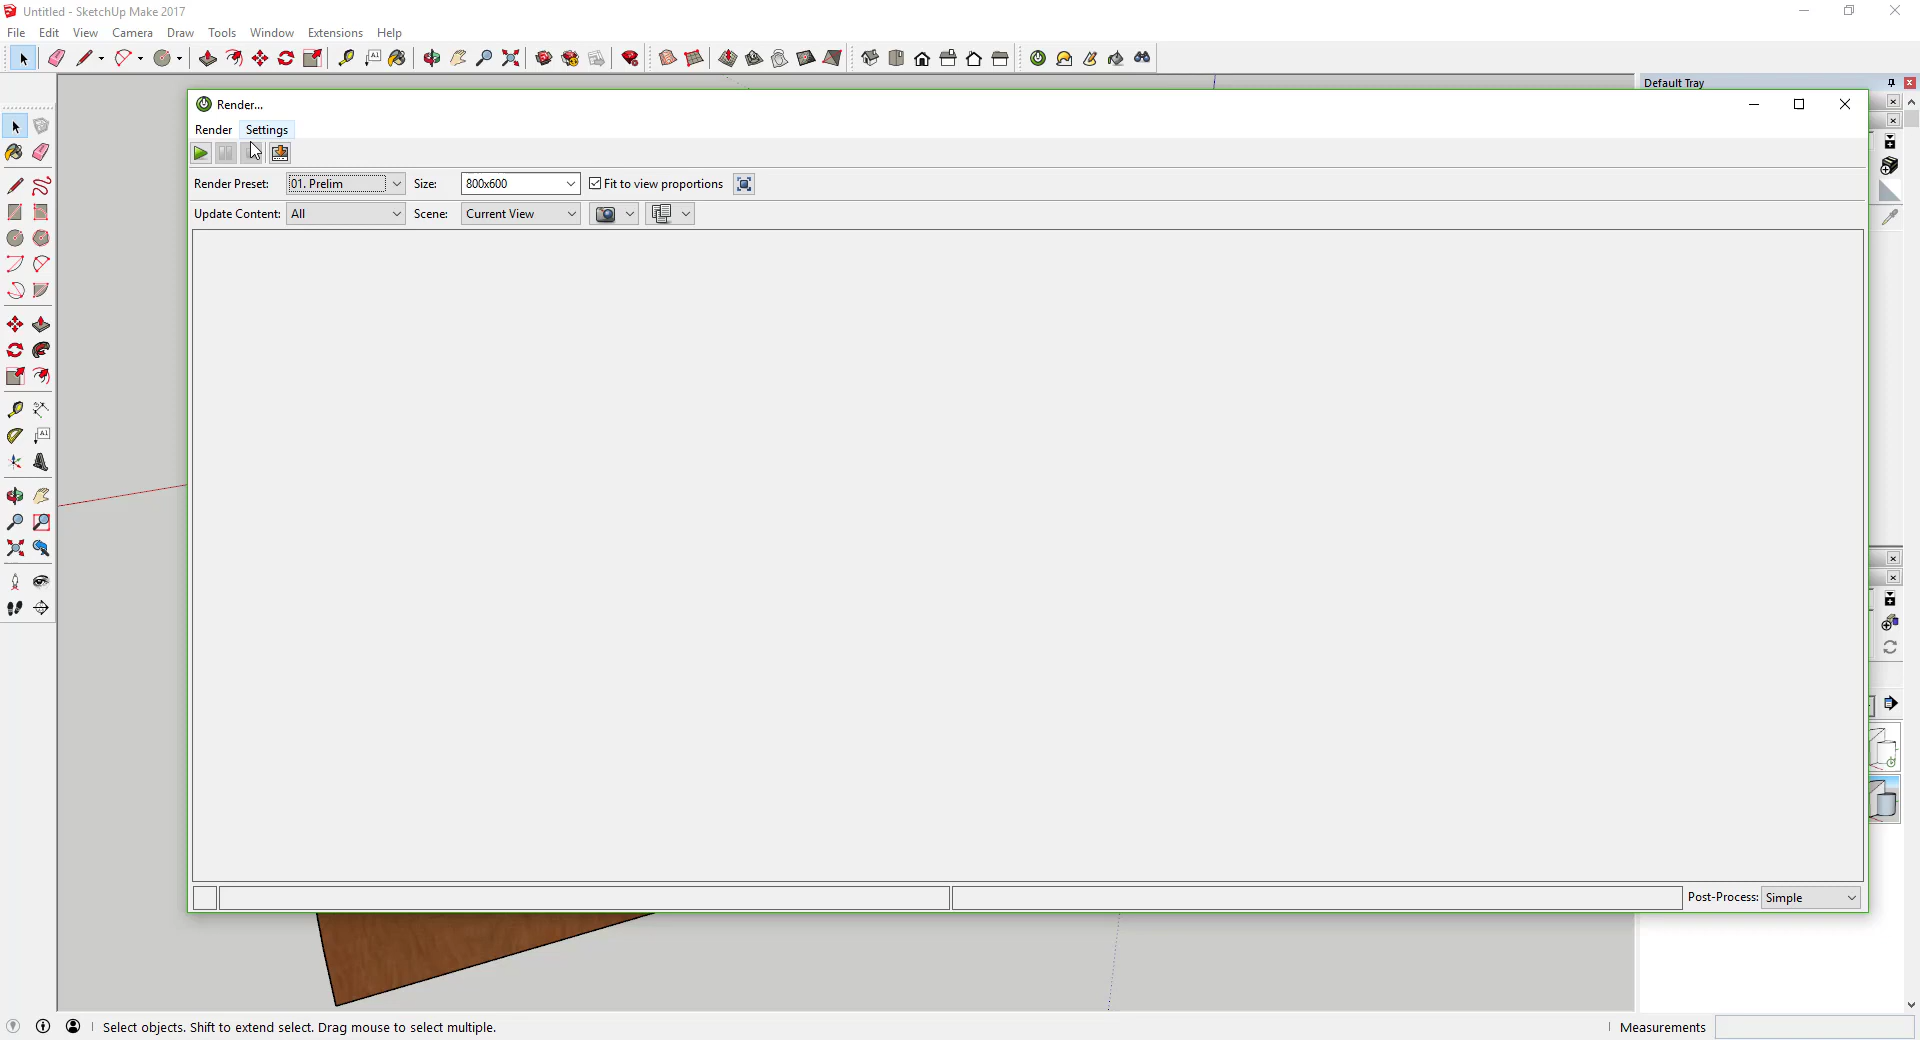 Untitled - SketchUp Make 2017
File Edit View Camera Draw Tools Window Extensions Help
Default Tray
Render...
Render Settings
Render Preset: 01. Prelim Size: 800x600 Fit to view proportions
Update Content: All Scene: Current View
Post-Process: Simple
Select objects. Shift to extend select. Drag mouse to select multiple.
Measurements